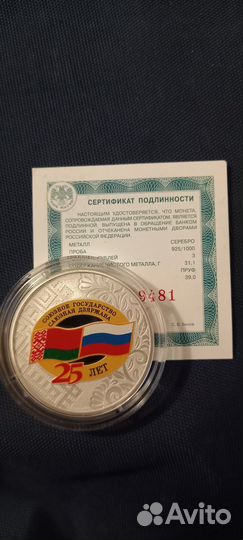 СЕРТИФИКАТ ПОДЛИННОСТИ
НАСТОЯЩИМ УДОСТОВЕРЯЕТСЯ, ЧТО МОНЕТА,
СОПРОВОЖДАЕМАЯ ДАННЫМ СЕРТИФИКАТОМ, ЯВЛЯЕТСЯ
ПОДЛИННОЙ, ВЫПУЩЕНА В ОБРАЩЕНИЕ БАНКОМ
РОССИИ И ОТЧЕКАНЕНА МОНЕТНЫМИ ДВОРАМИ
РОССИЙСКОЙ ФЕДЕРАЦИИ.
МЕТАЛЛ СЕРЕБРО
ПРОБА 925/1000
3
МЕТАЛЛА, Г 31,1
ПРУФ
39,0
9481
СОЮЗНОЕ ГОСУДАРСТВО
САЮЗНАЯ ДЗЯРЖАВА
25 ЛЕТ
Avito